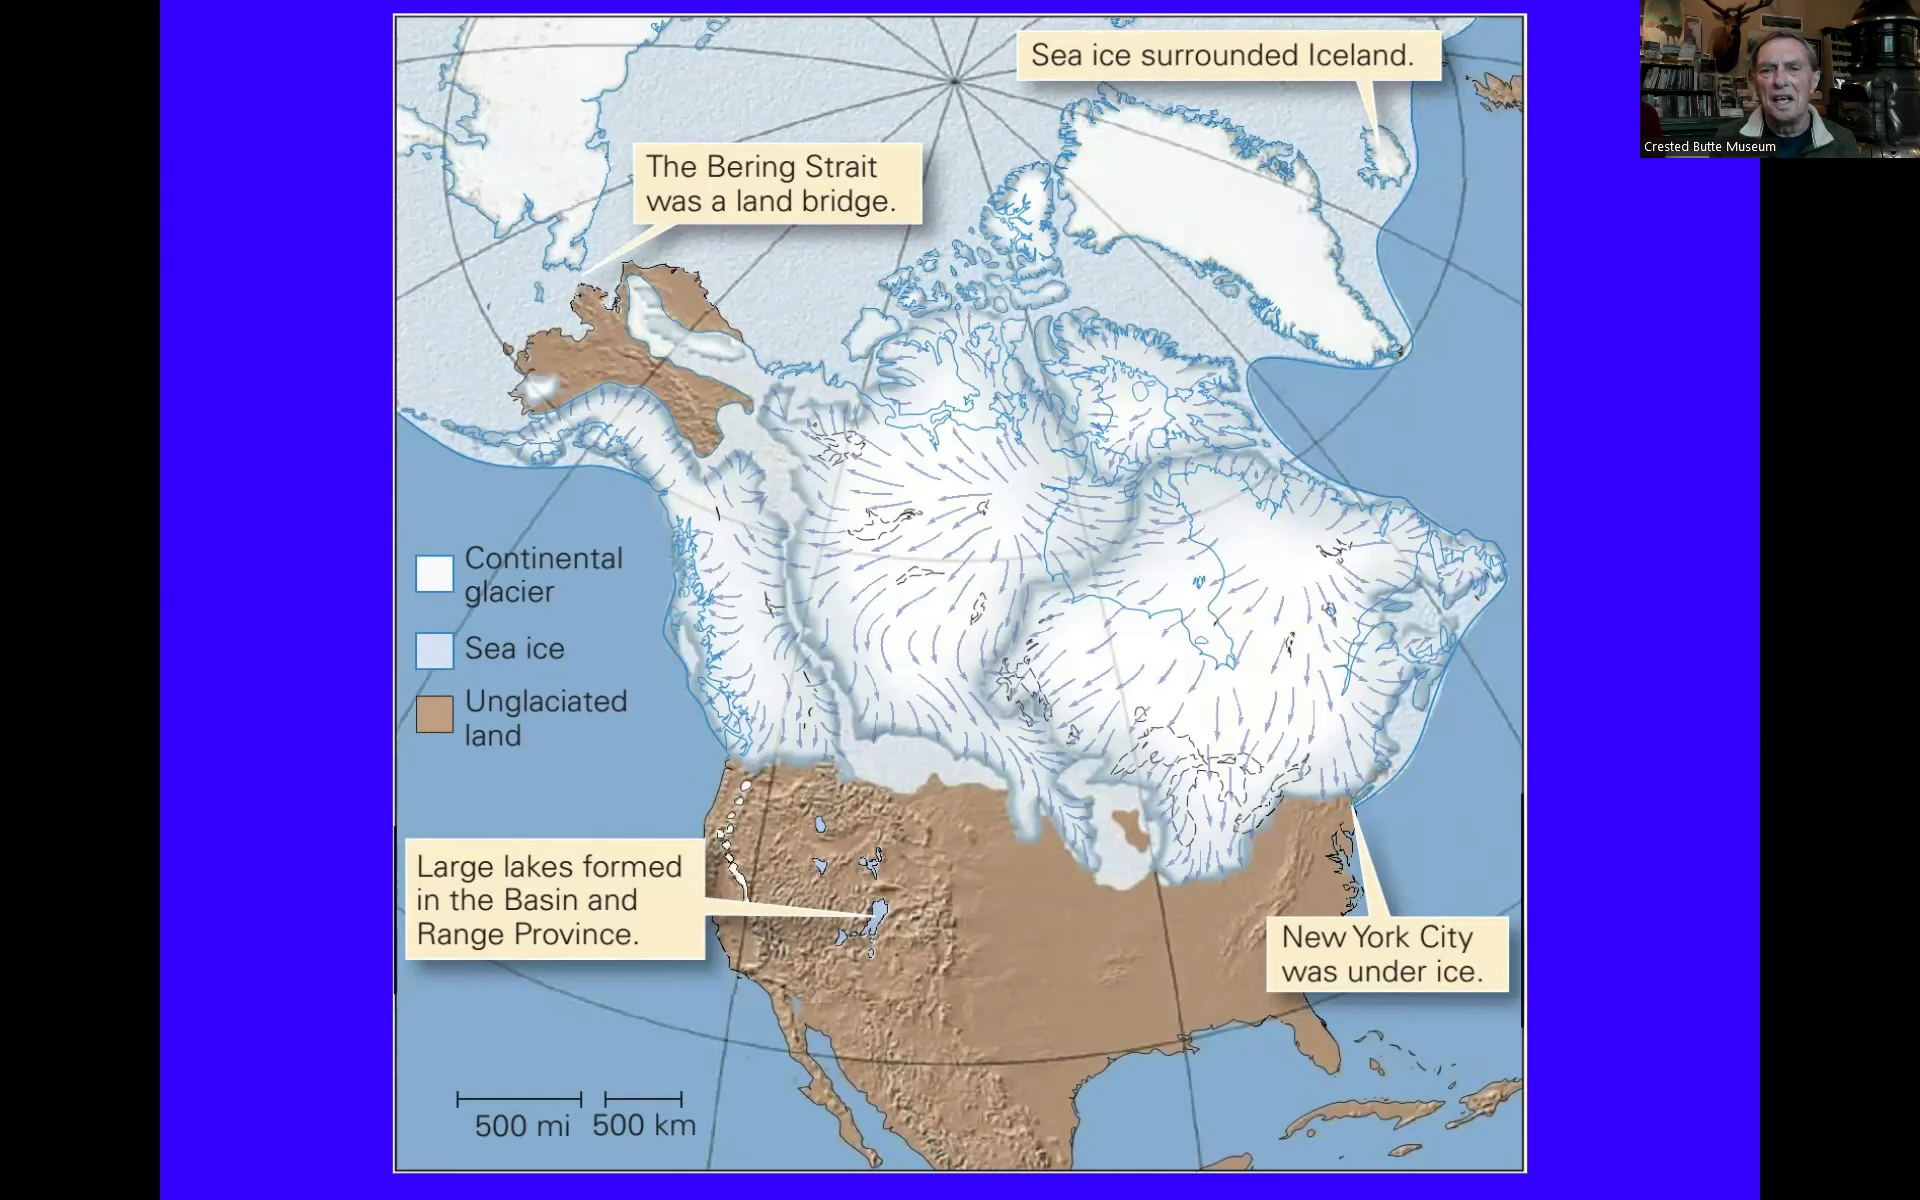 Sea ice surrounded Iceland.
Crested Butte Museum
The Bering Strait
was a land bridge.
Continental
glacier
Sea ice
Unglaciated
land
Large lakes formed
in the Basin and
Range Province.
New York City
was under ice.
500 mi
500 km